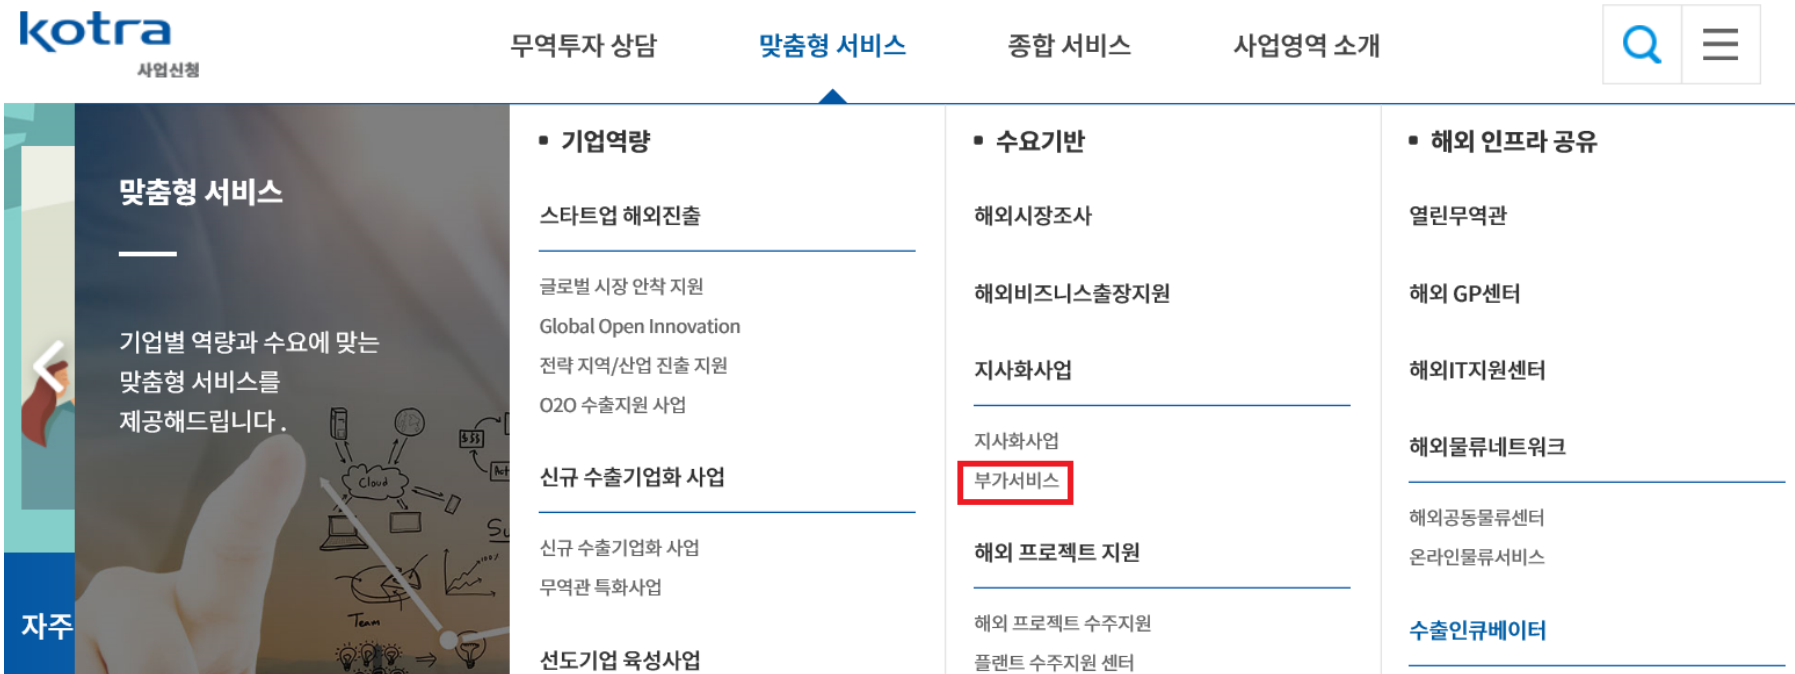 kotra
사업신청
무역투자 상담
맞춤형 서비스
종합 서비스
사업영역 소개
맞춤형 서비스
기업별 역량과 수요에 맞는
맞춤형 서비스를
제공해드립니다.
Cloud
$$$
Act
Su
100%
Team
자주
▪ 기업역량
스타트업 해외진출
글로벌 시장 안착 지원
Global Open Innovation
전략 지역/산업 진출 지원
O2O 수출지원 사업
신규 수출기업화 사업
신규 수출기업화 사업
무역관 특화사업
선도기업 육성사업
▪ 수요기반
해외시장조사
해외비즈니스출장지원
지사화사업
지사화사업
부가서비스
해외 프로젝트 지원
해외 프로젝트 수주지원
플랜트 수주지원 센터
▪ 해외 인프라 공유
열린무역관
해외 GP센터
해외IT지원센터
해외물류네트워크
해외공동물류센터
온라인물류서비스
수출인큐베이터